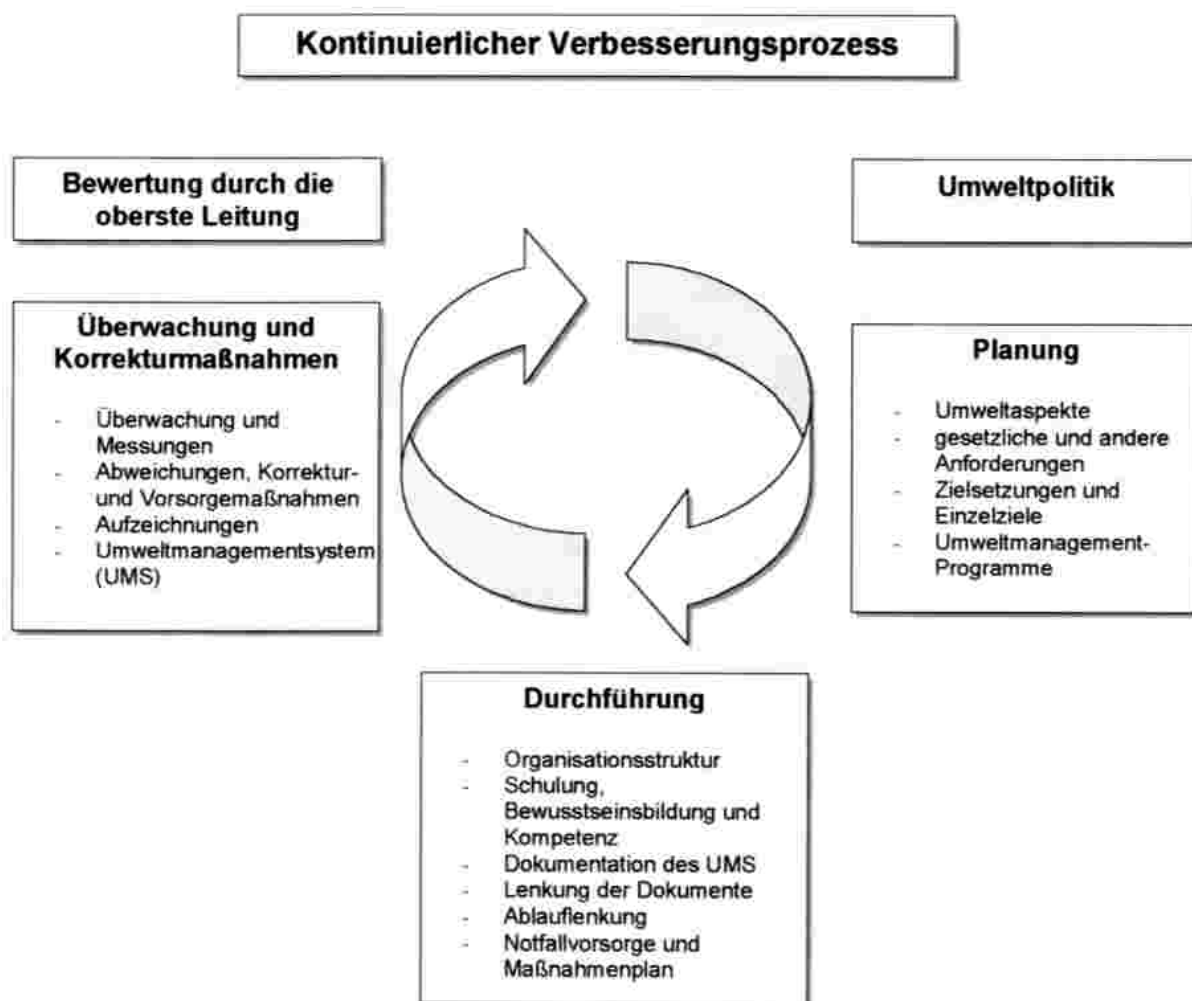 Kontinuierlicher Verbesserungsprozess
Bewertung durch die
oberste Leitung
Umweltpolitik
Überwachung und
Korrekturmaßnahmen
- Überwachung und
Messungen
- Abweichungen, Korrektur-
und Vorsorgemaßnahmen
- Aufzeichnungen
- Umweltmanagementsystem
(UMS)
Planung
- Umweltaspekte
- gesetzliche und andere
Anforderungen
- Zielsetzungen und
Einzelziele
- Umweltmanagement-
Programme
Durchführung
- Organisationsstruktur
- Schulung,
Bewusstseinsbildung und
Kompetenz
- Dokumentation des UMS
- Lenkung der Dokumente
- Ablauflenkung
- Notfallvorsorge und
Maßnahmenplan